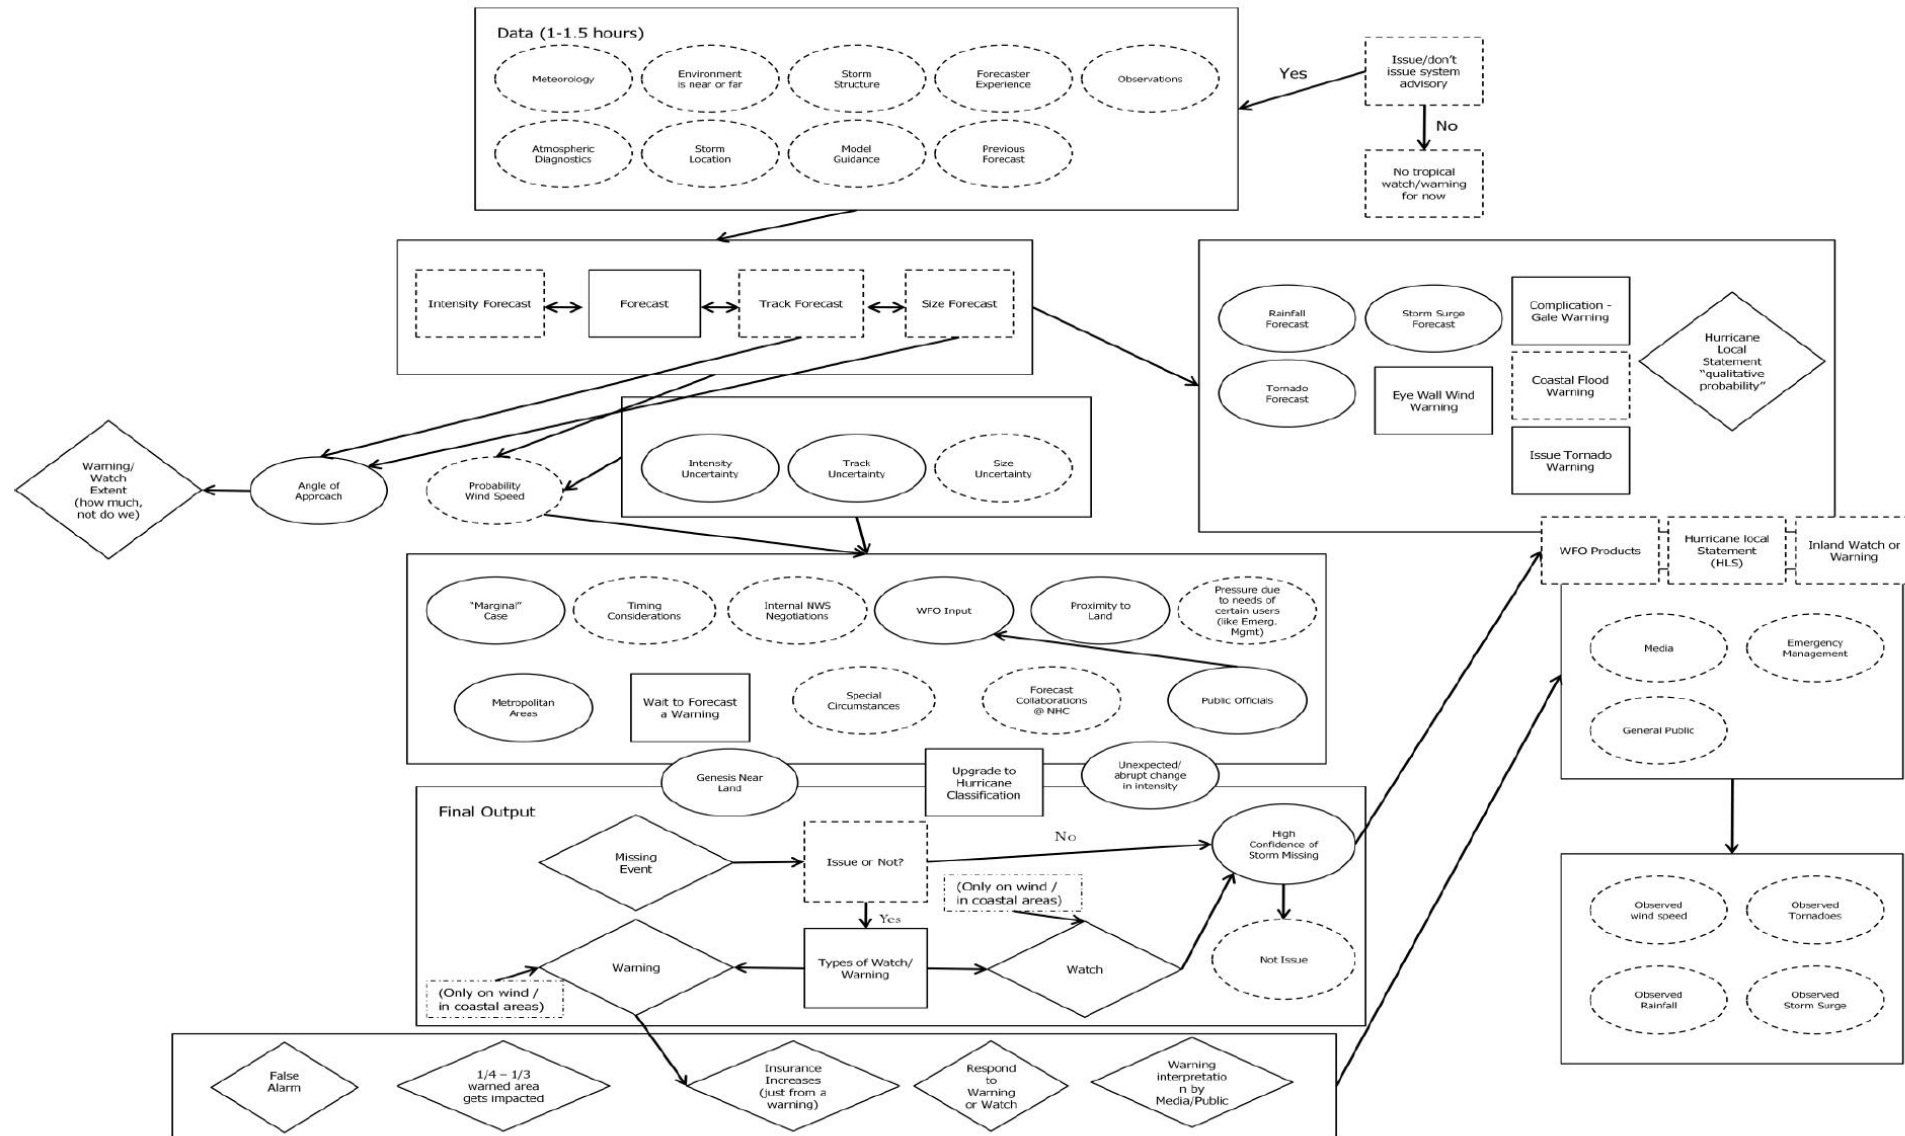 Data (1-1.5 hours)
Meteorology
Environment
is near or far
Storm
Structure
Forecaster
Experience
Observations
Atmospheric
Diagnostics
Storm
Location
Model
Guidance
Previous
Forecast
Yes
Issue/don't
issue system
advisory
No
No tropical
watch/warning
for now
Intensity Forecast
Forecast
Track Forecast
Size Forecast
Rainfall
Forecast
Storm Surge
Forecast
Complication -
Gale Warning
Tornado
Forecast
Eye Wall Wind
Warning
Coastal Flood
Warning
Issue Tornado
Warning
Hurricane
Local
Statement
“qualitative
probability”
Warning/
Watch
Extent
(how much,
not do we)
Angle of
Approach
Probability
Wind Speed
Intensity
Uncertainty
Track
Uncertainty
Size
Uncertainty
WFO Products
Hurricane local
Statement
(HLS)
Inland Watch or
Warning
“Marginal”
Case
Timing
Considerations
Internal NWS
Negotiations
WFO Input
Proximity to
Land
Pressure due
to needs of
certain users
(like Emerg.
Mgmt)
Metropolitan
Areas
Wait to Forecast
a Warning
Special
Circumstances
Forecast
Collaborations
@ NHC
Public Officials
Media
Emergency
Management
General Public
Genesis Near
Land
Upgrade to
Hurricane
Classification
Unexpected/
abrupt change
in intensity
Final Output
Missing
Event
Issue or Not?
No
High
Confidence of
Storm Missing
(Only on wind /
in coastal areas)
Yes
Warning
Types of Watch/
Warning
Watch
Not Issue
(Only on wind /
in coastal areas)
Observed
wind speed
Observed
Tornadoes
Observed
Rainfall
Observed
Storm Surge
False
Alarm
1/4 – 1/3
warned area
gets impacted
Insurance
Increases
(just from a
warning)
Respond
to
Warning
or Watch
Warning
interpretatio
n by
Media/Public